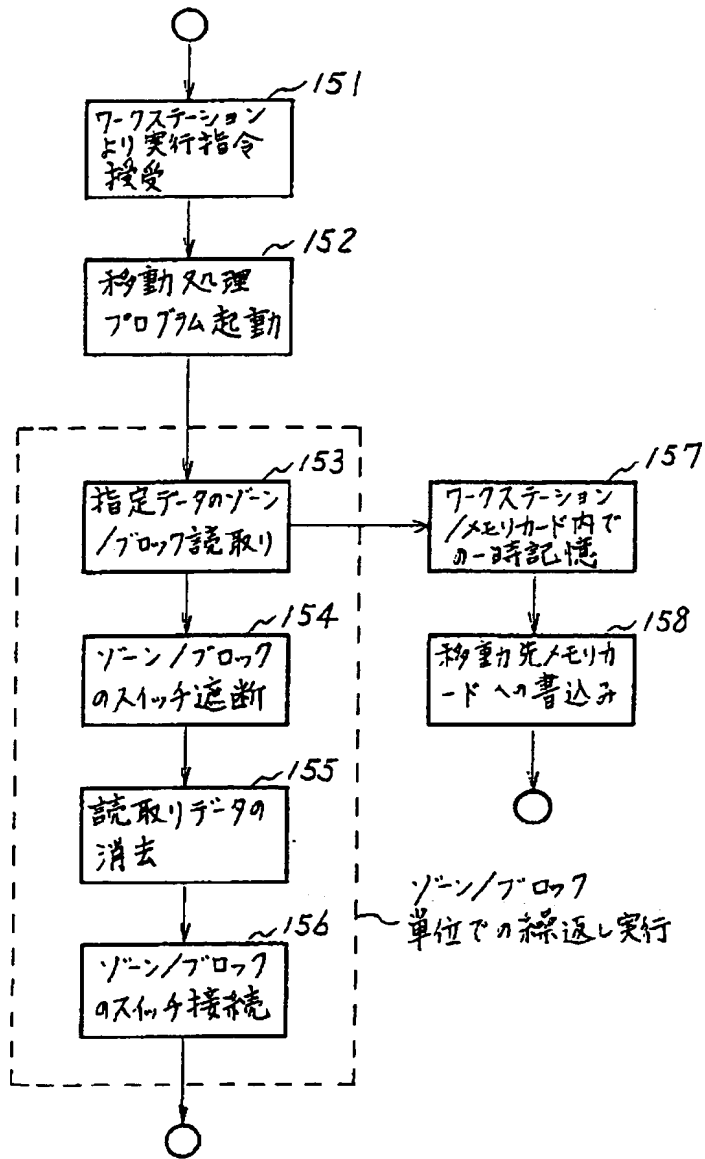 151
ワークステーション
より実行指令
授受
152
移動処理
プログラム起動
153
指定データのゾーン
/ブロック読取り
154
ゾーン/ブロック
のスイッチ遮断
155
読取りデータの
消去
156
ゾーン/ブロック
のスイッチ接続
157
ワークステーション
/メモリカード内で
の一時記憶
158
移動先メモリカ
ードへの書込み
ゾーン/ブロック
単位での繰返し実行